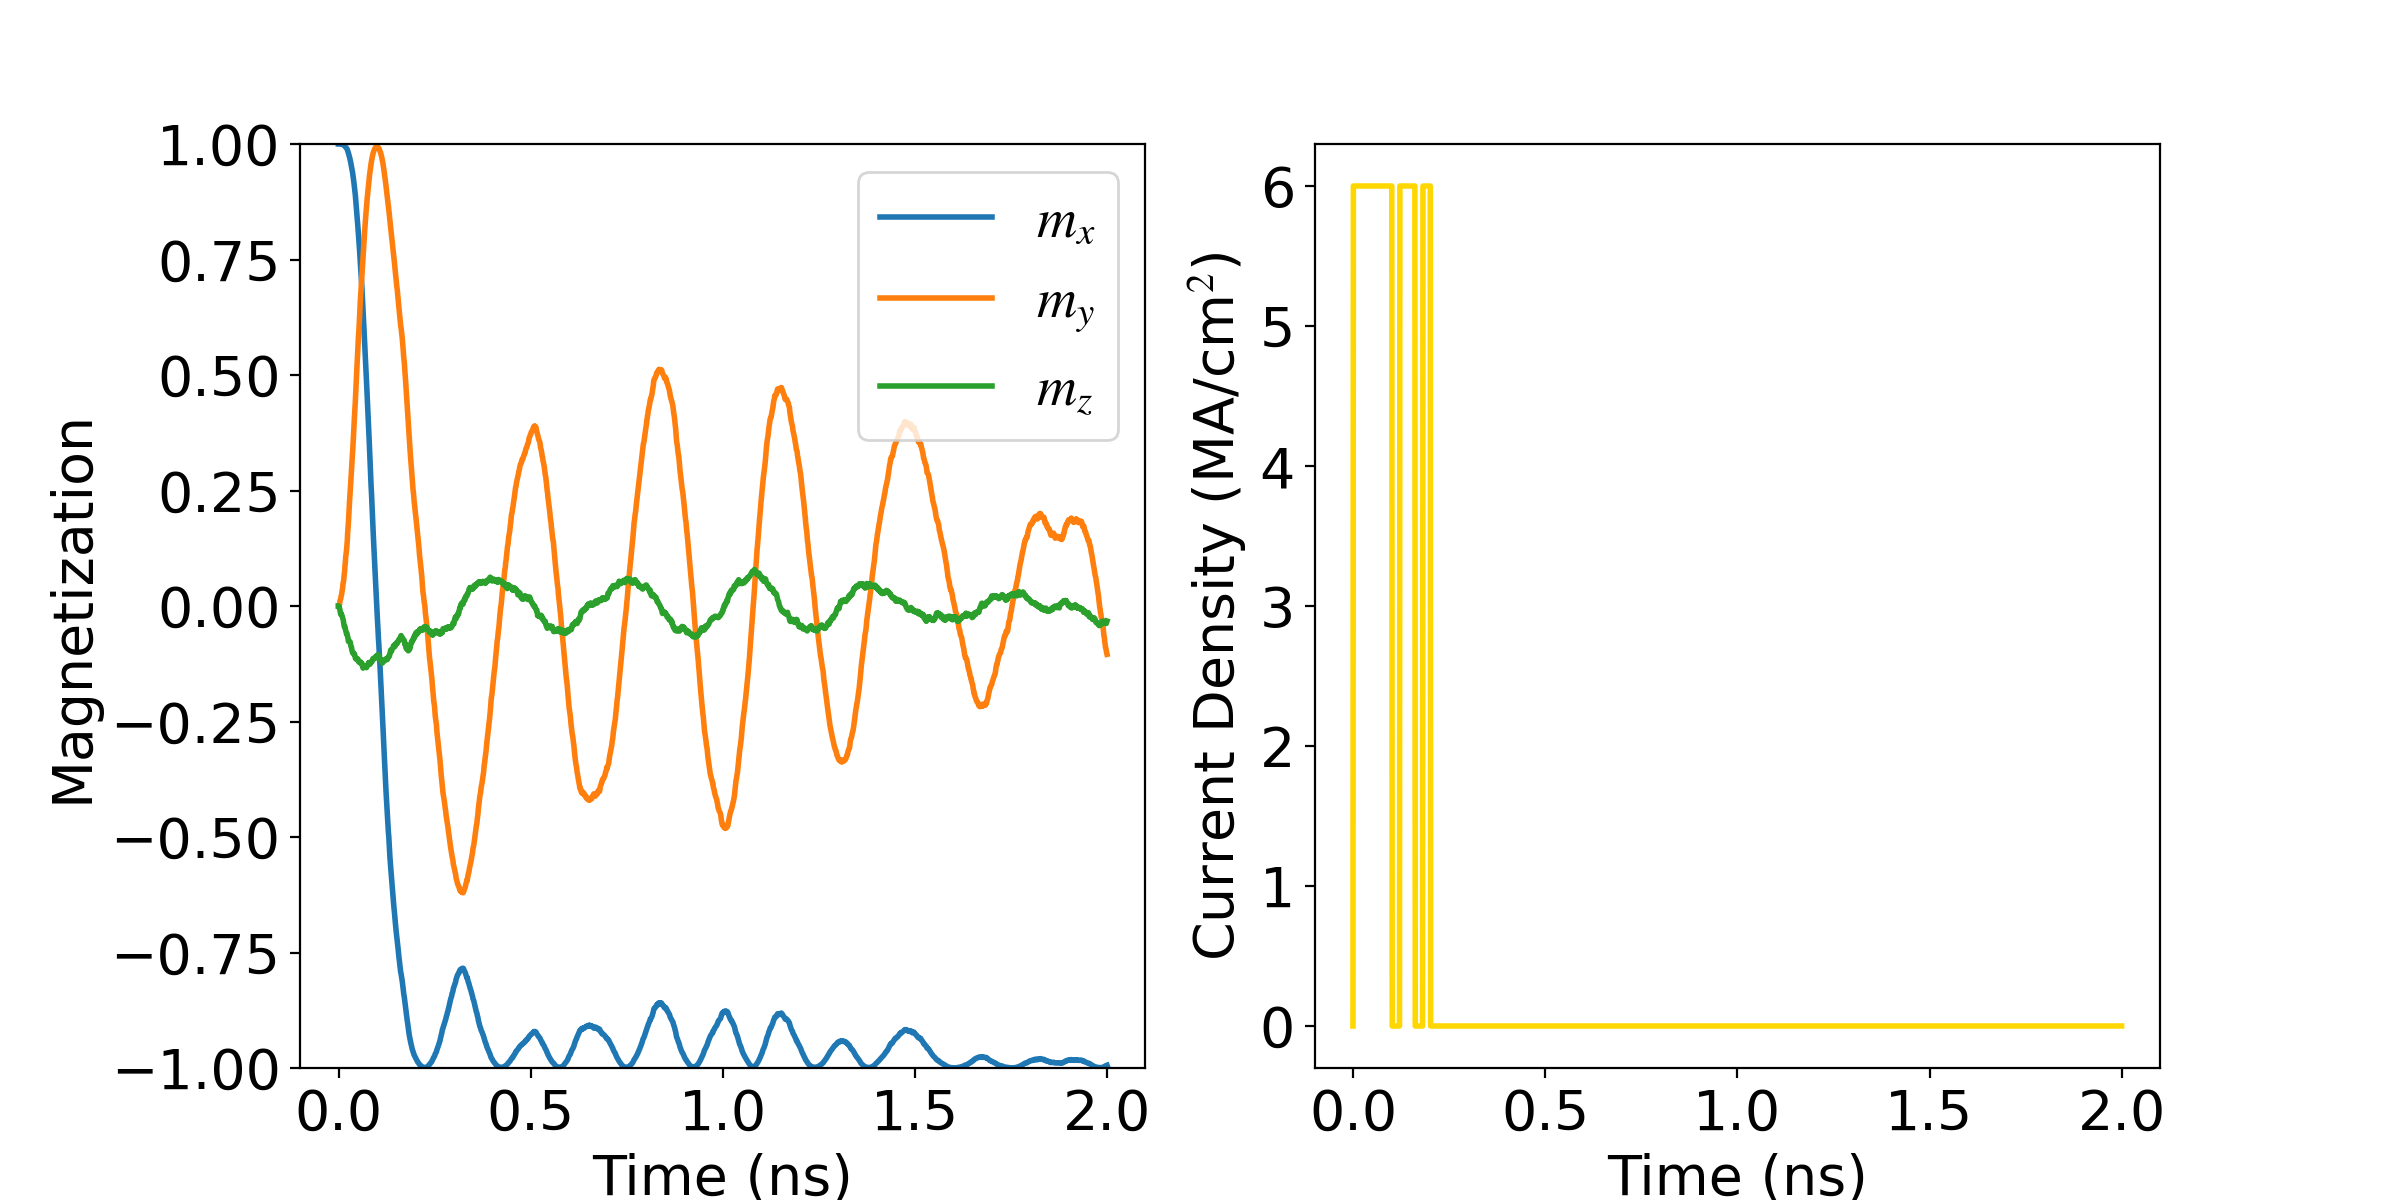 1.00
0.75
0.50
0.25
0.00
−0.25
−0.50
−0.75
−1.00
Magnetization
0.0 0.5 1.0 1.5 2.0
Time (ns)
m_x
m_y
m_z
6
5
4
3
2
1
0
Current Density (MA/cm²)
0.0 0.5 1.0 1.5 2.0
Time (ns)